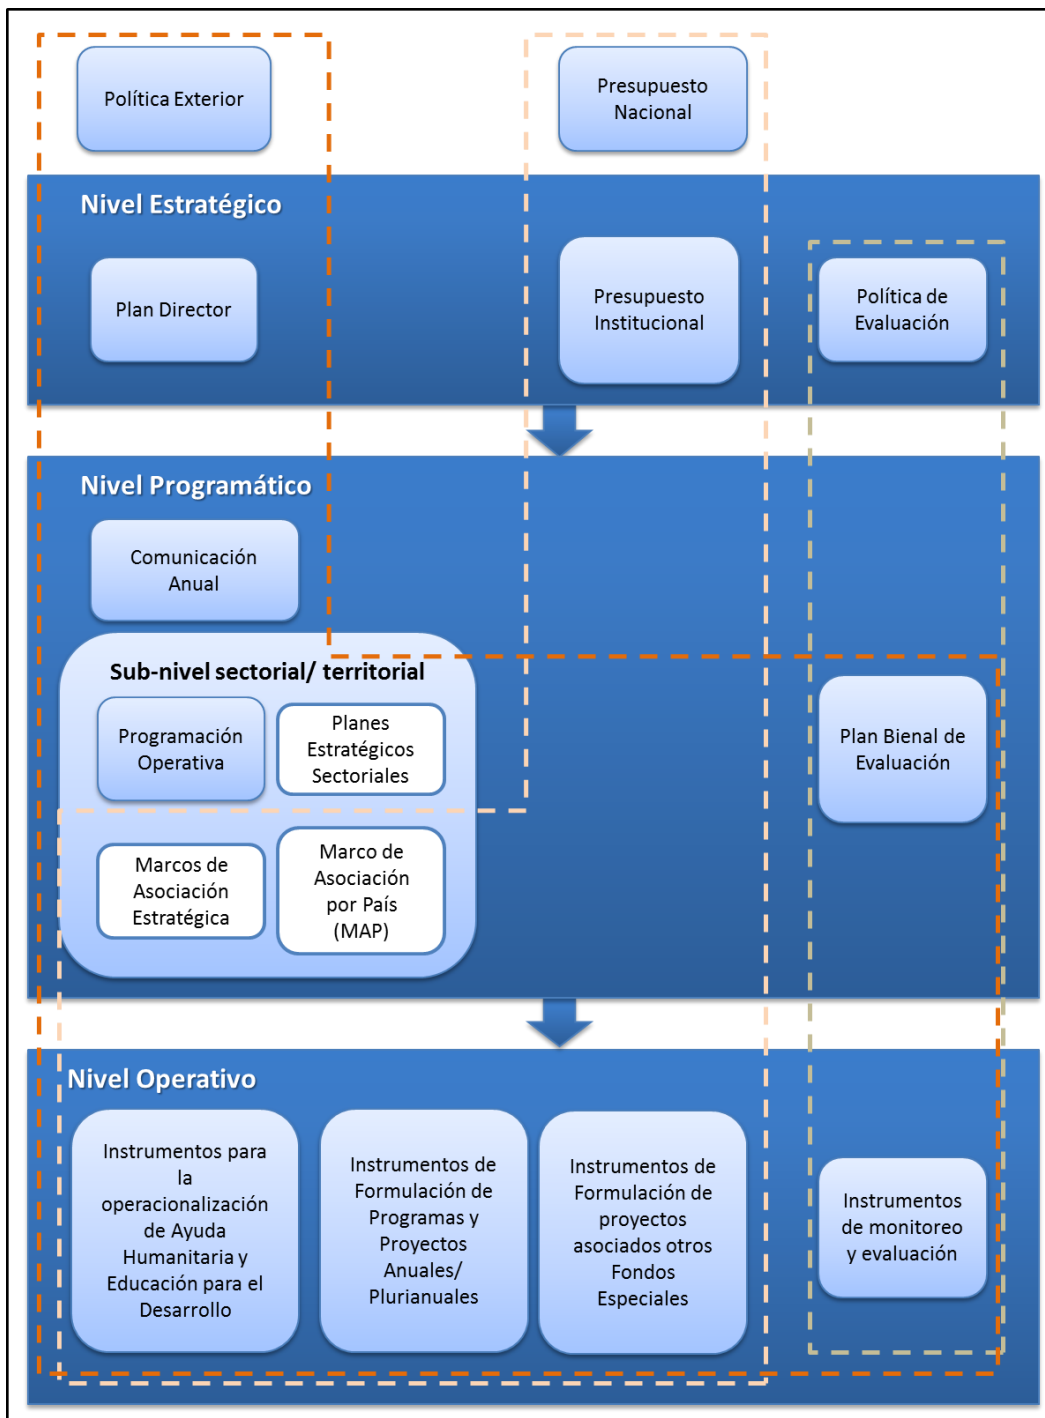 Política Exterior
Presupuesto
Nacional
Nivel Estratégico
Plan Director
Presupuesto
Institucional
Política de
Evaluación
Nivel Programático
Comunicación
Anual
Sub-nivel sectorial/ territorial
Programación
Operativa
Planes
Estratégicos
Sectoriales
Plan Bienal de
Evaluación
Marcos de
Asociación
Estratégica
Marco de
Asociación
por País
(MAP)
Nivel Operativo
Instrumentos para
la
operacionalización
de Ayuda
Humanitaria y
Educación para el
Desarrollo
Instrumentos de
Formulación de
Programas y
Proyectos
Anuales/
Plurianuales
Instrumentos de
Formulación de
proyectos
asociados otros
Fondos
Especiales
Instrumentos
de monitoreo
y evaluación